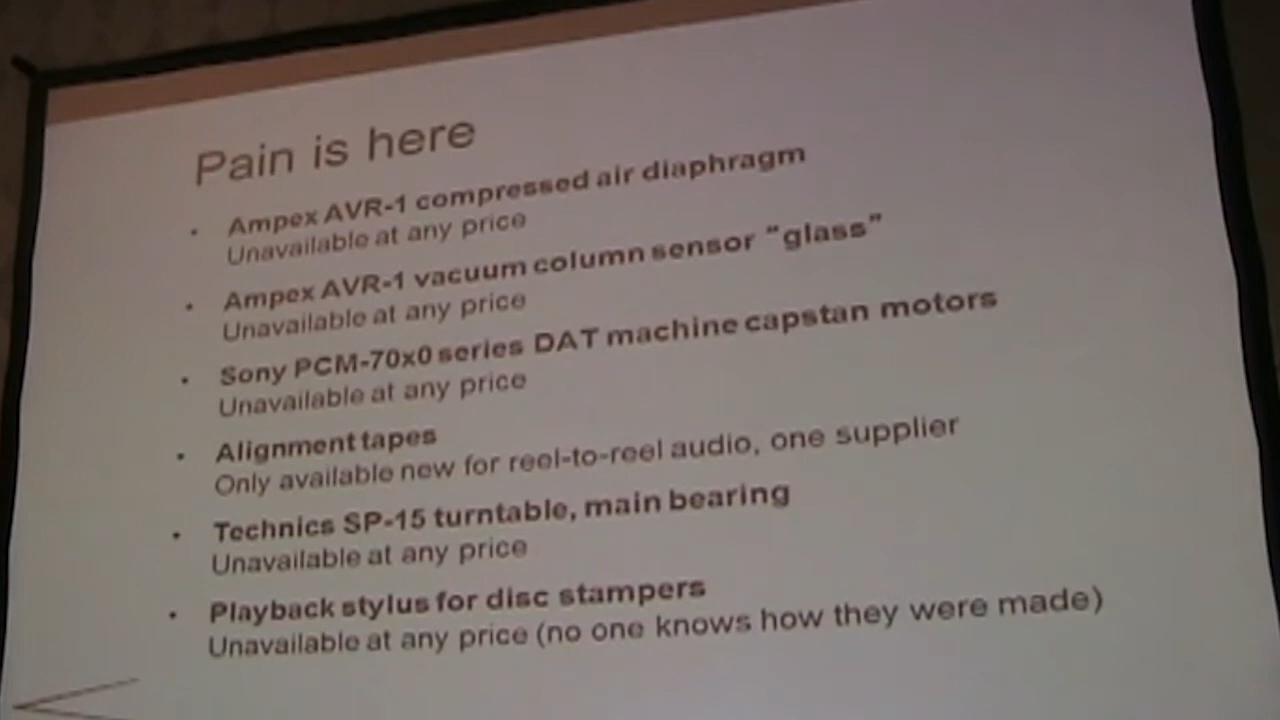 Pain is here
• Ampex AVR-1 compressed air diaphragm
Unavailable at any price
• Ampex AVR-1 vacuum column sensor “glass”
Unavailable at any price
• Sony PCM-70x0 series DAT machine capstan motors
Unavailable at any price
• Alignment tapes
Only available new for reel-to-reel audio, one supplier
• Technics SP-15 turntable, main bearing
Unavailable at any price
• Playback stylus for disc stampers
Unavailable at any price (no one knows how they were made)